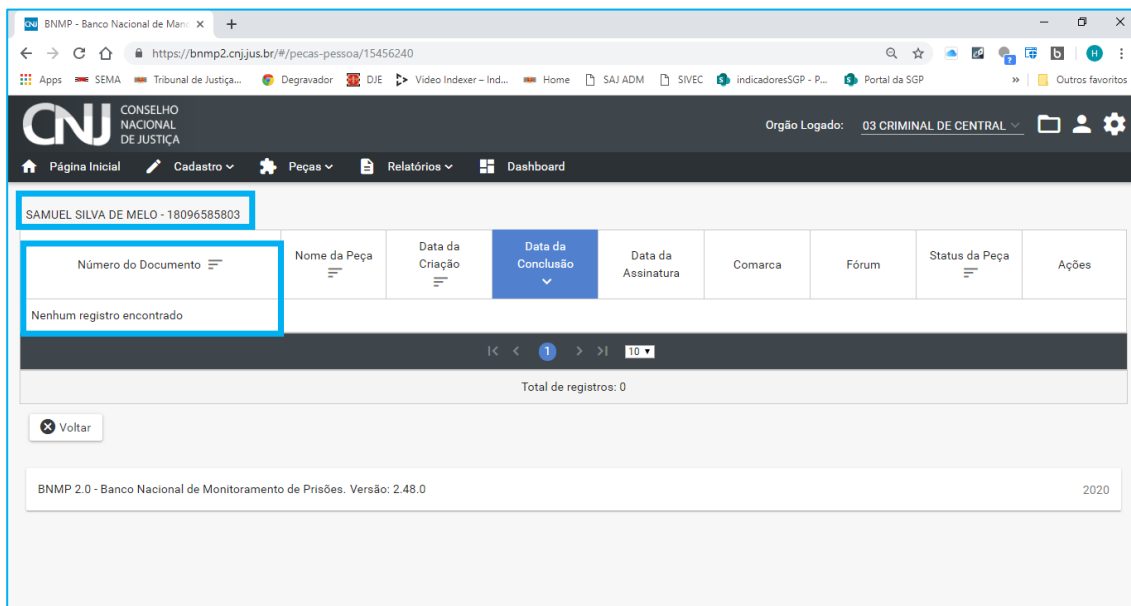 CNJ BNMP - Banco Nacional de Man
https://bnmp2.cnj.jus.br/#/pecas-pessoa/15456240
Apps SEMA Tribunal de Justiça... Degravador DJE Video Indexer – Ind... Home SAJ ADM SIVEC indicadoresSGP - P... Portal da SGP » Outros favoritos
CNJ CONSELHO
NACIONAL
DE JUSTIÇA
Orgão Logado: 03 CRIMINAL DE CENTRAL
Página Inicial Cadastro Peças Relatórios Dashboard
SAMUEL SILVA DE MELO - 18096585803
Número do Documento
Nome da Peça
Data da
Criação
Data da
Conclusão
Data da
Assinatura
Comarca
Fórum
Status da Peça
Ações
Nenhum registro encontrado
1 10
Total de registros: 0
Voltar
BNMP 2.0 - Banco Nacional de Monitoramento de Prisões. Versão: 2.48.0 2020